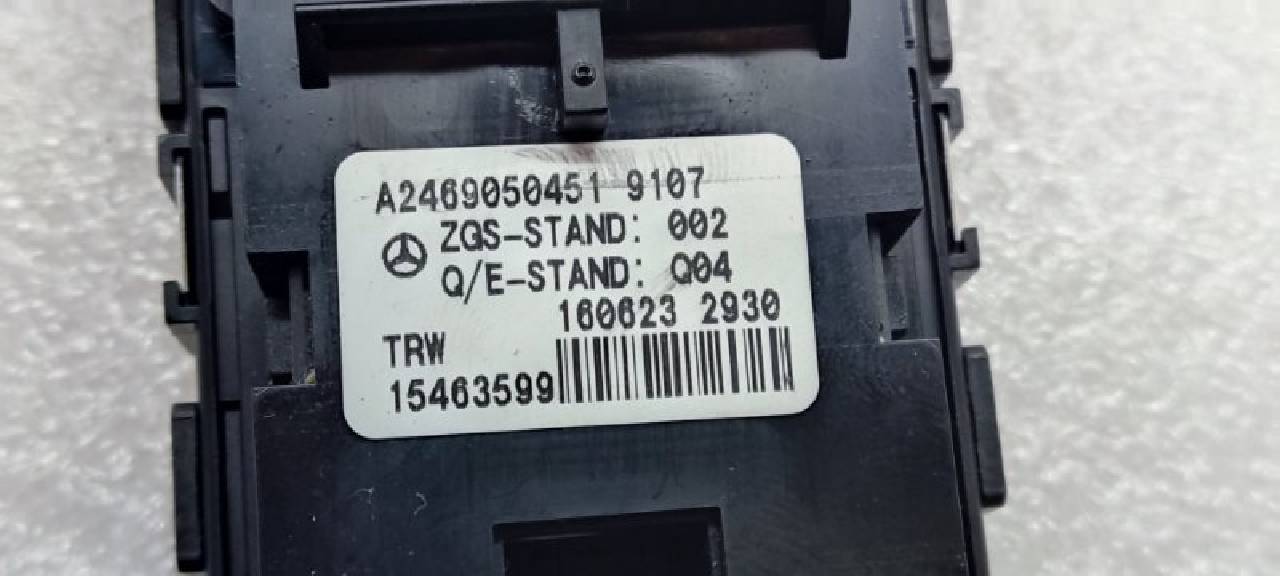 A2469050451 9107
ZGS-STAND: 002
Q/E-STAND: Q04
160623 2930
TRW
15463599